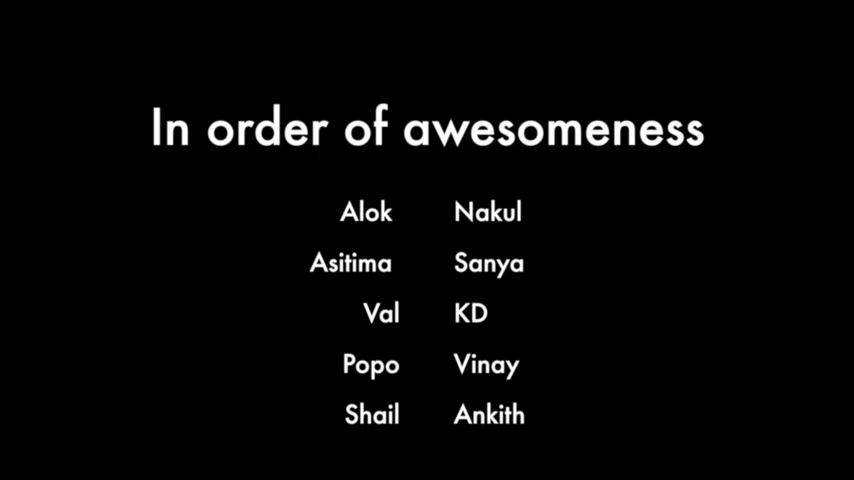 In order of awesomeness
Alok Nakul
Asitima Sanya
Val KD
Popo Vinay
Shail Ankith